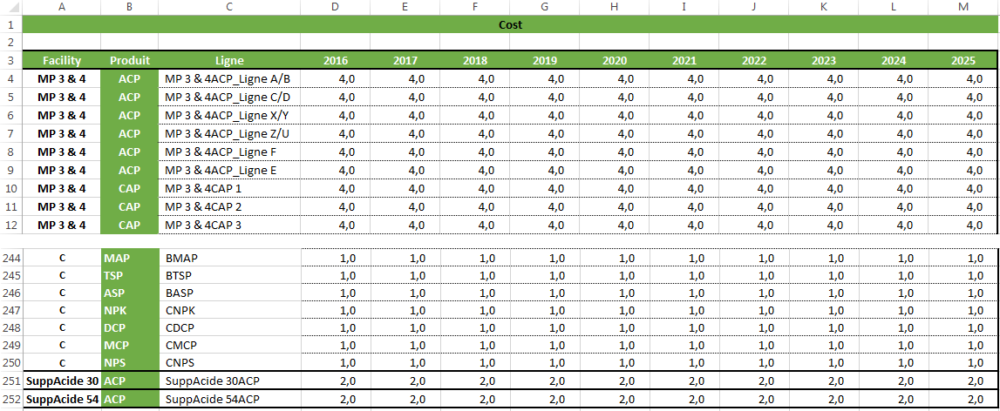 A B C D E F G H I J K L M
1 Cost
2
3 Facility Produit Ligne 2016 2017 2018 2019 2020 2021 2022 2023 2024 2025
4 MP 3 & 4 ACP MP 3 & 4ACP_Ligne A/B 4,0 4,0 4,0 4,0 4,0 4,0 4,0 4,0 4,0 4,0
5 MP 3 & 4 ACP MP 3 & 4ACP_Ligne C/D 4,0 4,0 4,0 4,0 4,0 4,0 4,0 4,0 4,0 4,0
6 MP 3 & 4 ACP MP 3 & 4ACP_Ligne X/Y 4,0 4,0 4,0 4,0 4,0 4,0 4,0 4,0 4,0 4,0
7 MP 3 & 4 ACP MP 3 & 4ACP_Ligne Z/U 4,0 4,0 4,0 4,0 4,0 4,0 4,0 4,0 4,0 4,0
8 MP 3 & 4 ACP MP 3 & 4ACP_Ligne F 4,0 4,0 4,0 4,0 4,0 4,0 4,0 4,0 4,0 4,0
9 MP 3 & 4 ACP MP 3 & 4ACP_Ligne E 4,0 4,0 4,0 4,0 4,0 4,0 4,0 4,0 4,0 4,0
10 MP 3 & 4 CAP MP 3 & 4CAP 1 4,0 4,0 4,0 4,0 4,0 4,0 4,0 4,0 4,0 4,0
11 MP 3 & 4 CAP MP 3 & 4CAP 2 4,0 4,0 4,0 4,0 4,0 4,0 4,0 4,0 4,0 4,0
12 MP 3 & 4 CAP MP 3 & 4CAP 3 4,0 4,0 4,0 4,0 4,0 4,0 4,0 4,0 4,0 4,0
244 C MAP BMAP 1,0 1,0 1,0 1,0 1,0 1,0 1,0 1,0 1,0 1,0
245 C TSP BTSP 1,0 1,0 1,0 1,0 1,0 1,0 1,0 1,0 1,0 1,0
246 C ASP BASP 1,0 1,0 1,0 1,0 1,0 1,0 1,0 1,0 1,0 1,0
247 C NPK CNPK 1,0 1,0 1,0 1,0 1,0 1,0 1,0 1,0 1,0 1,0
248 C DCP CDCP 1,0 1,0 1,0 1,0 1,0 1,0 1,0 1,0 1,0 1,0
249 C MCP CMCP 1,0 1,0 1,0 1,0 1,0 1,0 1,0 1,0 1,0 1,0
250 C NPS CNPS 1,0 1,0 1,0 1,0 1,0 1,0 1,0 1,0 1,0 1,0
251 SuppAcide 30 ACP SuppAcide 30ACP 2,0 2,0 2,0 2,0 2,0 2,0 2,0 2,0 2,0 2,0
252 SuppAcide 54 ACP SuppAcide 54ACP 2,0 2,0 2,0 2,0 2,0 2,0 2,0 2,0 2,0 2,0